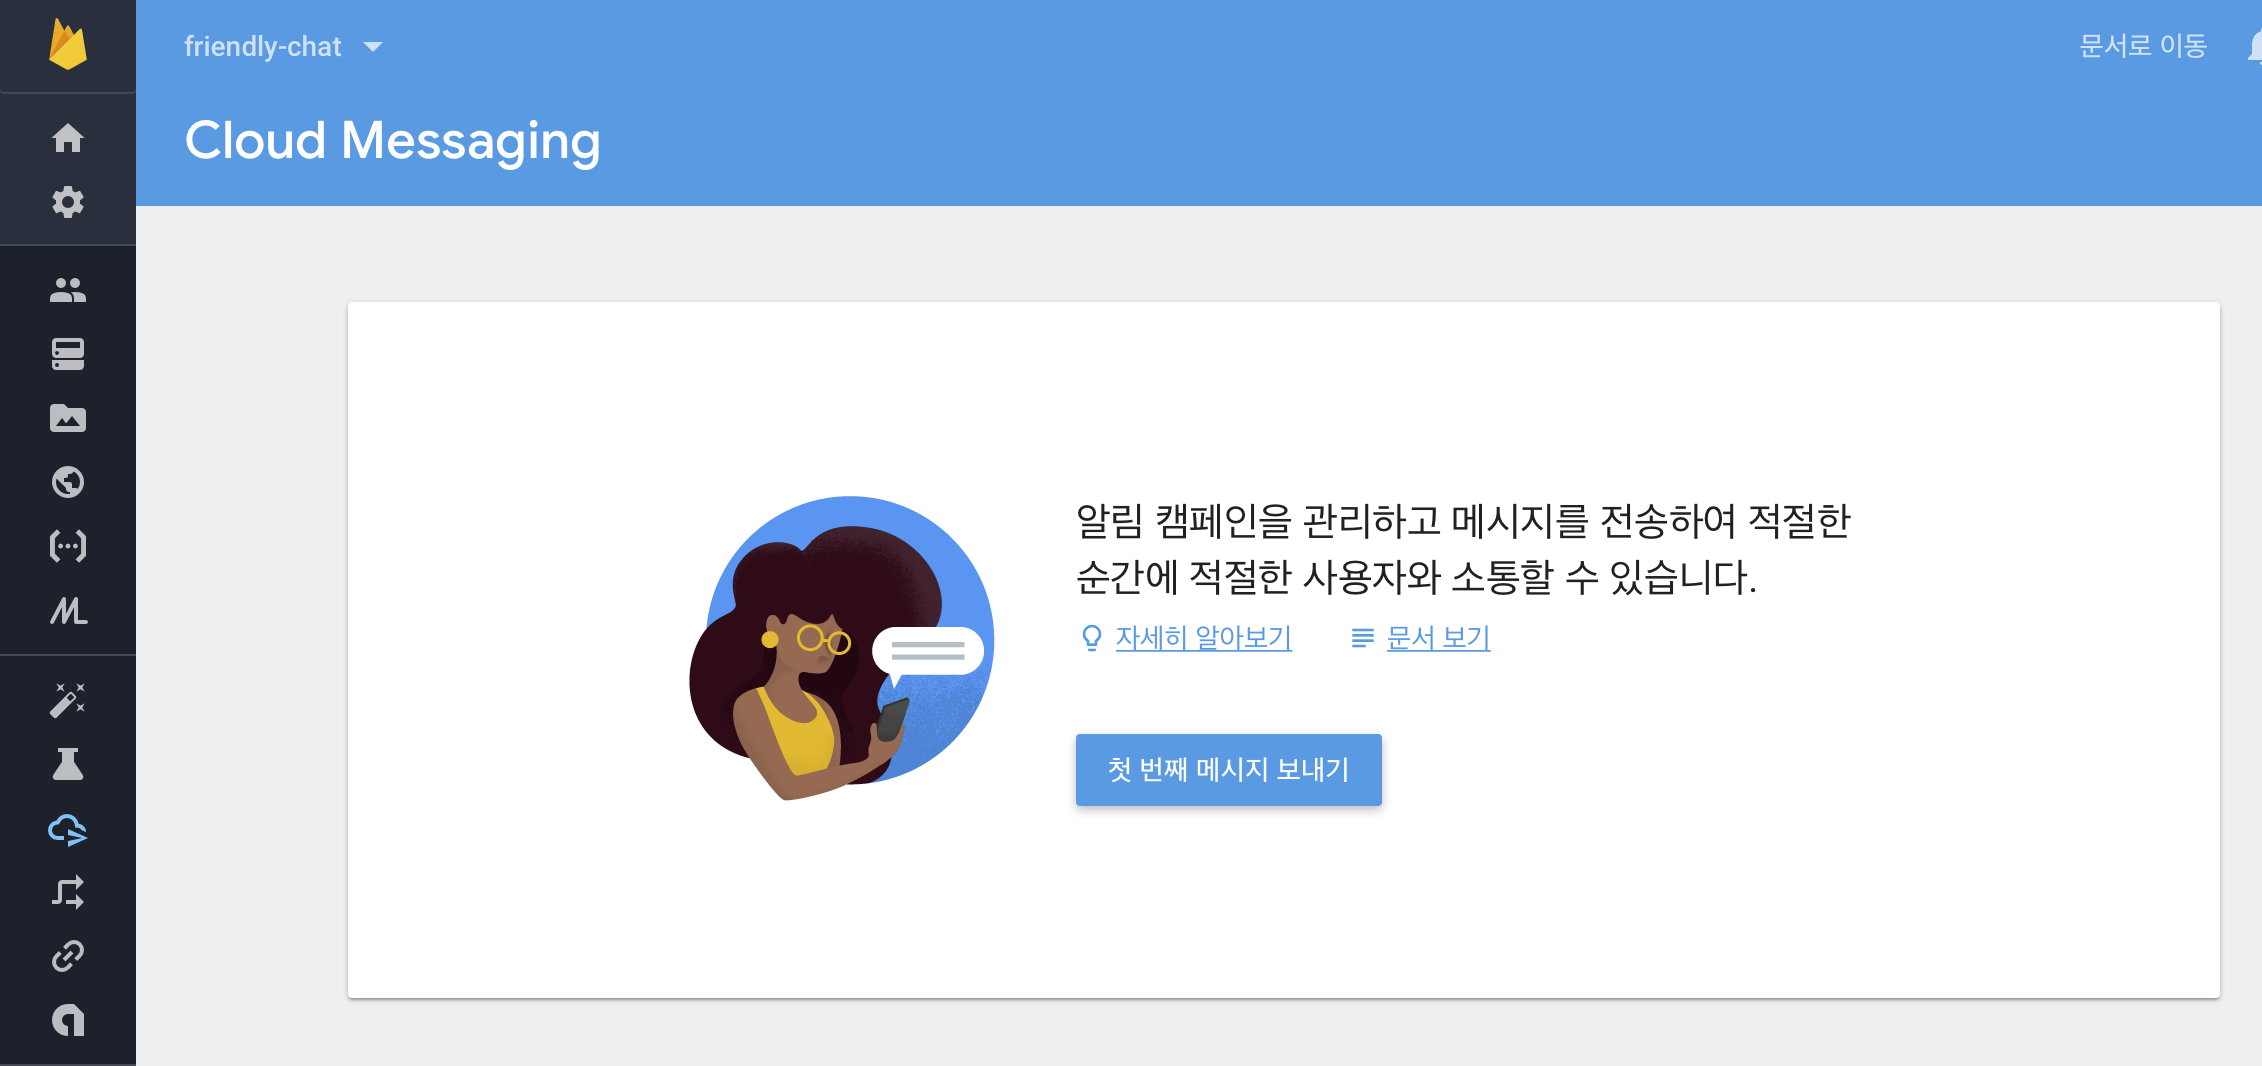 friendly-chat
문서로 이동
Cloud Messaging
알림 캠페인을 관리하고 메시지를 전송하여 적절한
순간에 적절한 사용자와 소통할 수 있습니다.
자세히 알아보기
문서 보기
첫 번째 메시지 보내기